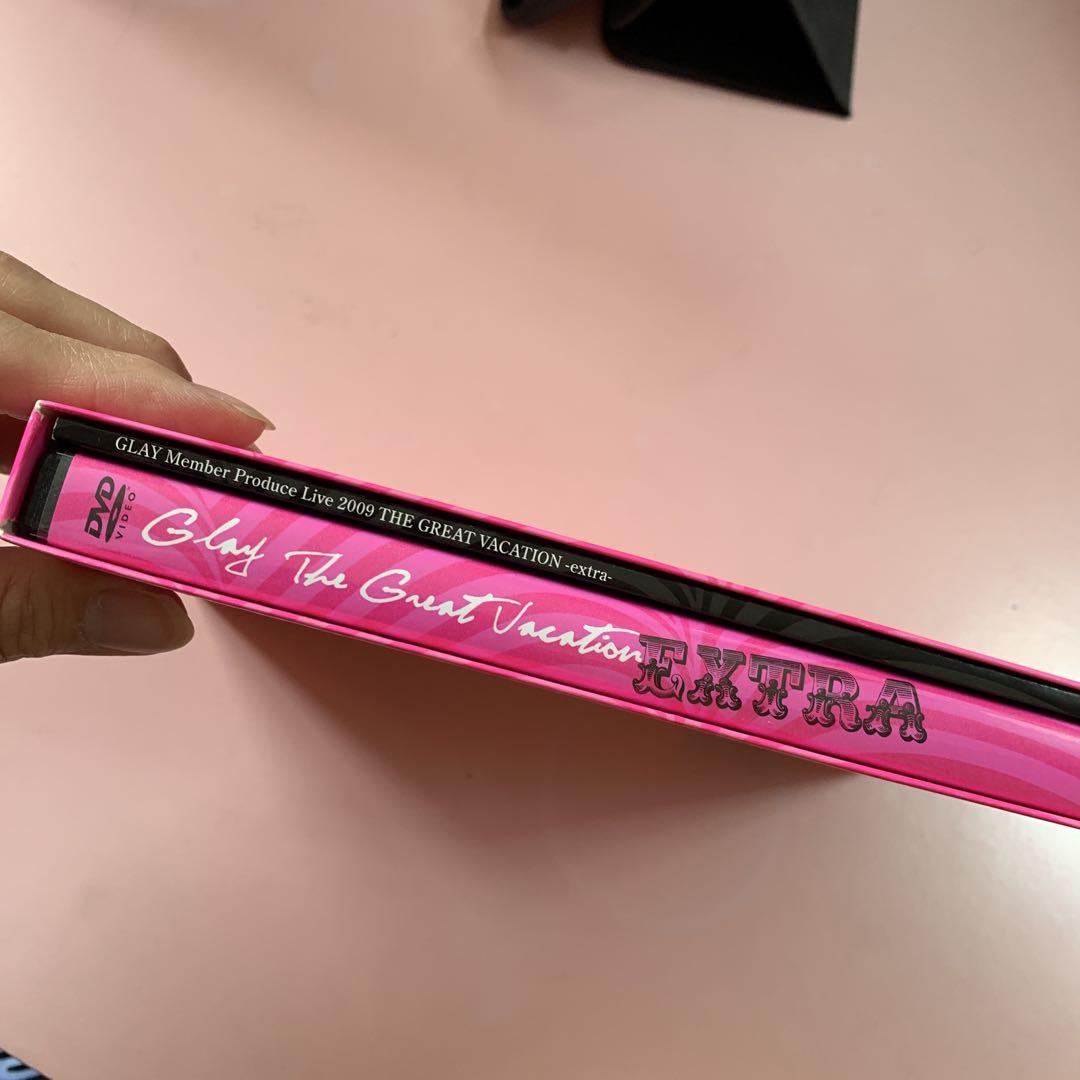 GLAY Member Produce Live 2009 THE GREAT VACATION -extra-
DVD
VIDEO
Glay The Great Vacation EXTRA